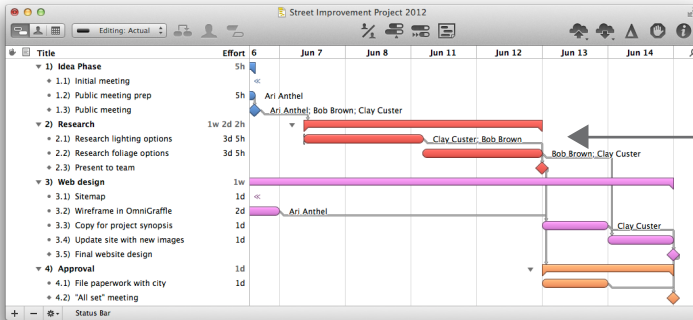 Street Improvement Project 2012
Editing: Actual
Title Effort 6 Jun 7 Jun 8 Jun 11 Jun 12 Jun 13 Jun 14
1) Idea Phase 5h
1.1) Initial meeting
1.2) Public meeting prep 5h Ari Anthel
1.3) Public meeting Ari Anthel; Bob Brown; Clay Custer
2) Research 1w 2d 2h
2.1) Research lighting options 3d 5h Clay Custer; Bob Brown
2.2) Research foliage options 3d 5h Bob Brown; Clay Custer
2.3) Present to team
3) Web design 1w
3.1) Sitemap 1d
3.2) Wireframe in OmniGraffle 2d Ari Anthel
3.3) Copy for project synopsis 1d Clay Custer
3.4) Update site with new images 1d
3.5) Final website design
4) Approval 1d
4.1) File paperwork with city 1d
4.2) "All set" meeting
Status Bar